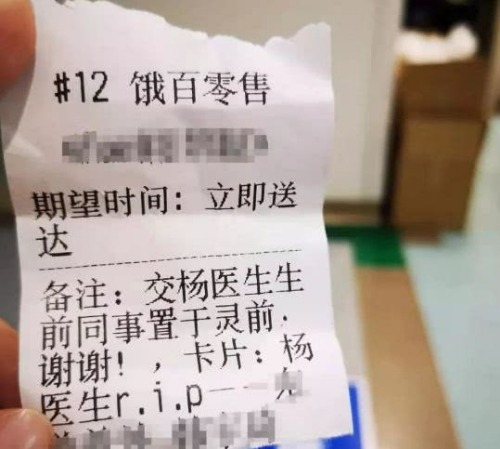 #12 饿百零售
期望时间: 立即送
达
备注: 交杨医生生
前同事置于灵前,
谢谢!, 卡片: 杨
医生r.i.p——